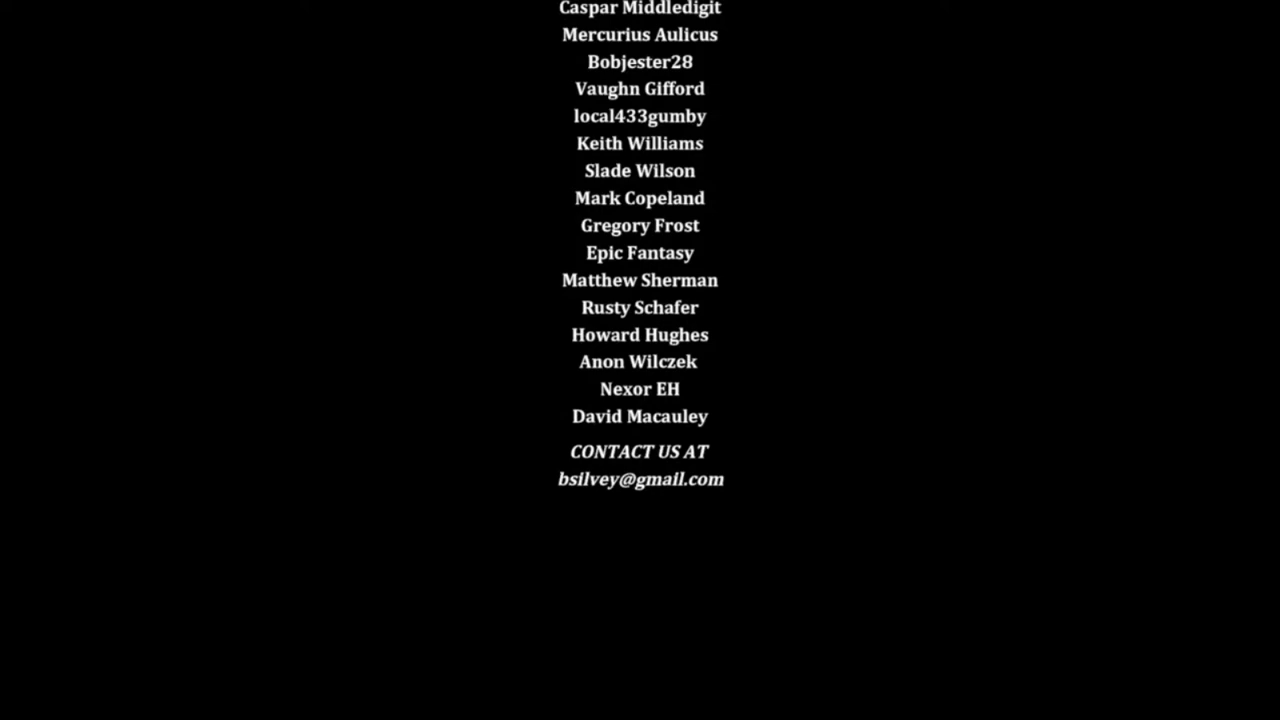 Caspar Middledigit
Mercurius Aulicus
Bobjester28
Vaughn Gifford
local433gumby
Keith Williams
Slade Wilson
Mark Copeland
Gregory Frost
Epic Fantasy
Matthew Sherman
Rusty Schafer
Howard Hughes
Anon Wilczek
Nexor EH
David Macauley
CONTACT US AT
bsilvey@gmail.com